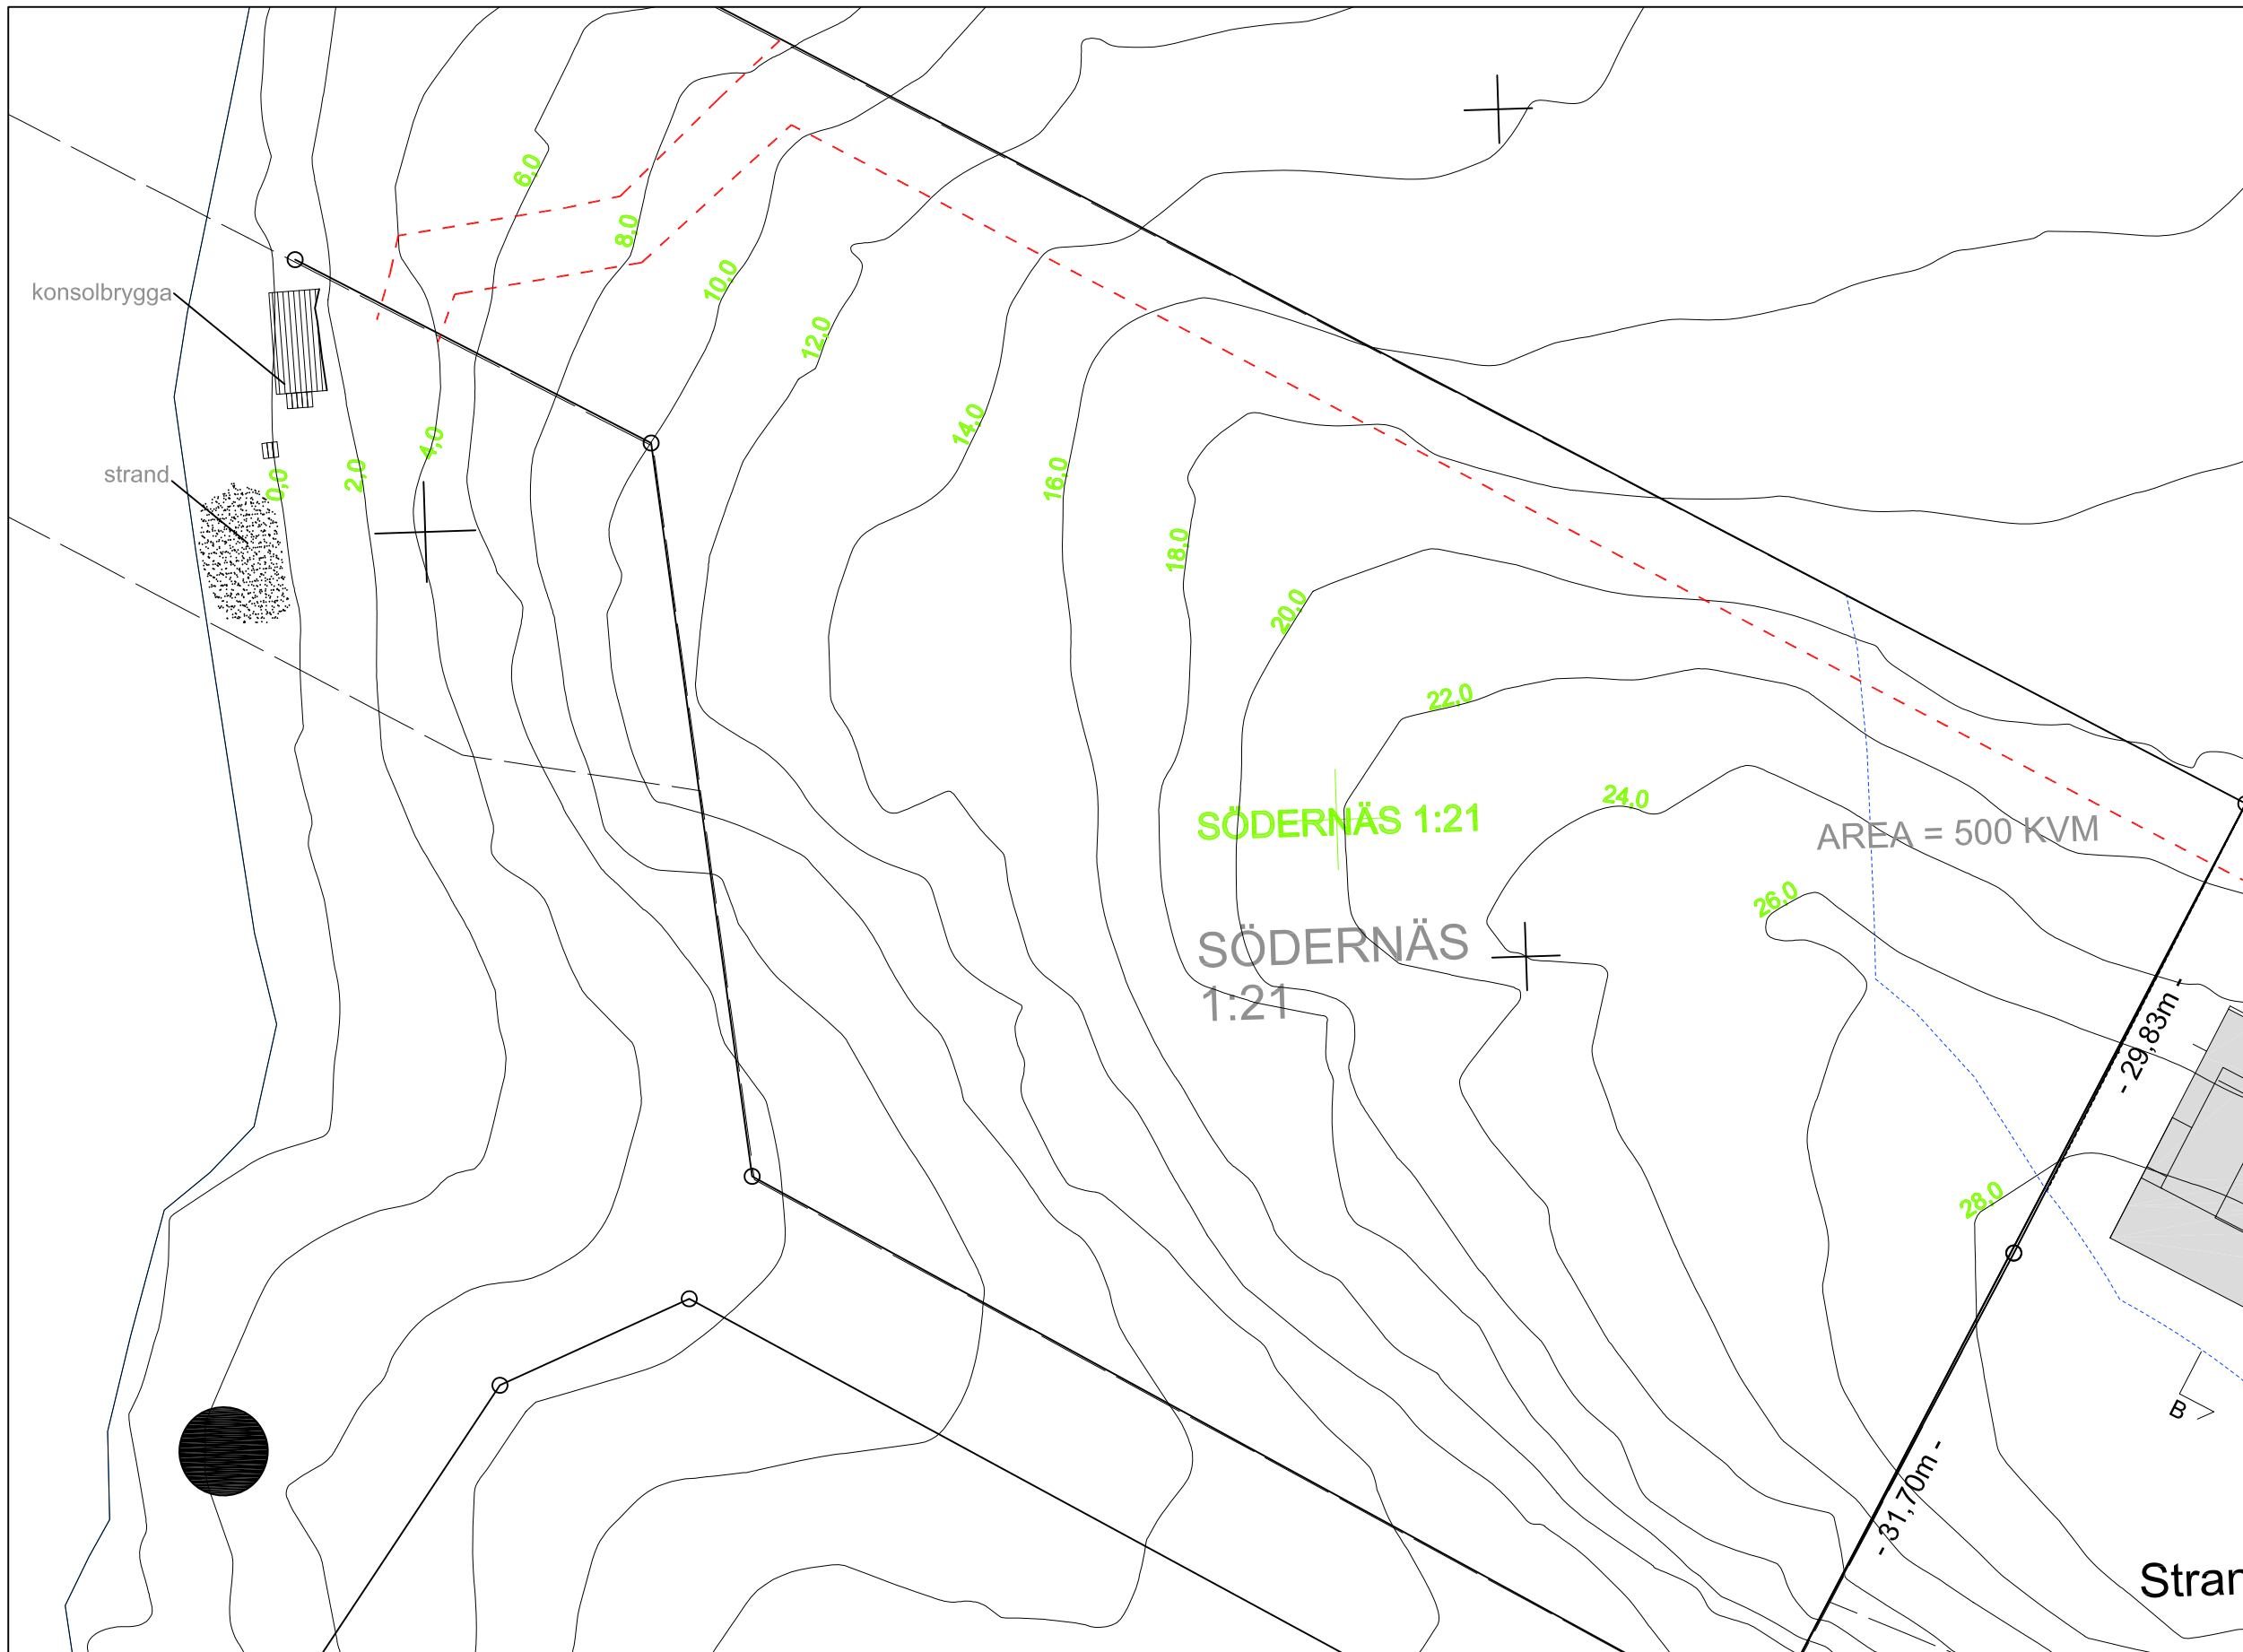 6,0
8,0
10,0
konsolbrygga
12,0
14,0
4,0
strand
0,0
2,0
16,0
18,0
20,0
22,0
24,0
SÖDERNÄS 1:21
AREA = 500 KVM
26,0
SÖDERNÄS
1:21
- 29,83m -
28,0
B
- 31,70m -
Stran